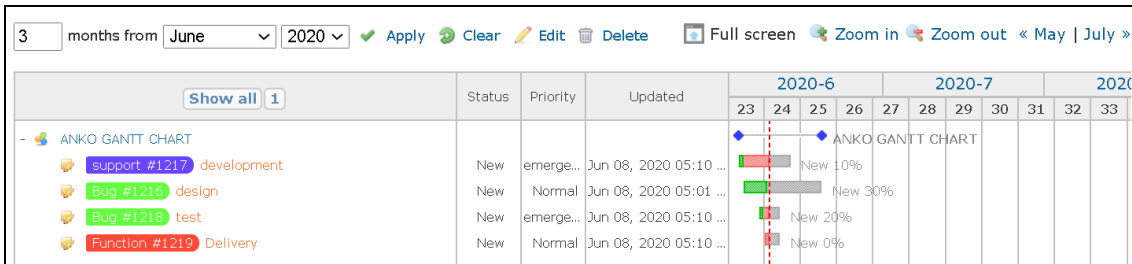 3 months from June 2020 Apply Clear Edit Delete Full screen Zoom in Zoom out « May | July »
Show all 1 Status Priority Updated 2020-6 2020-7 202
23 24 25 26 27 28 29 30 31 32 33
- ANKO GANTT CHART ANKO GANTT CHART
support #1217 development New emerge... Jun 08, 2020 05:10 ... New 10%
Bug #1216 design New Normal Jun 08, 2020 05:01 ... New 30%
Bug #1218 test New emerge... Jun 08, 2020 05:10 ... New 20%
Function #1219 Delivery New Normal Jun 08, 2020 05:10 ... New 0%